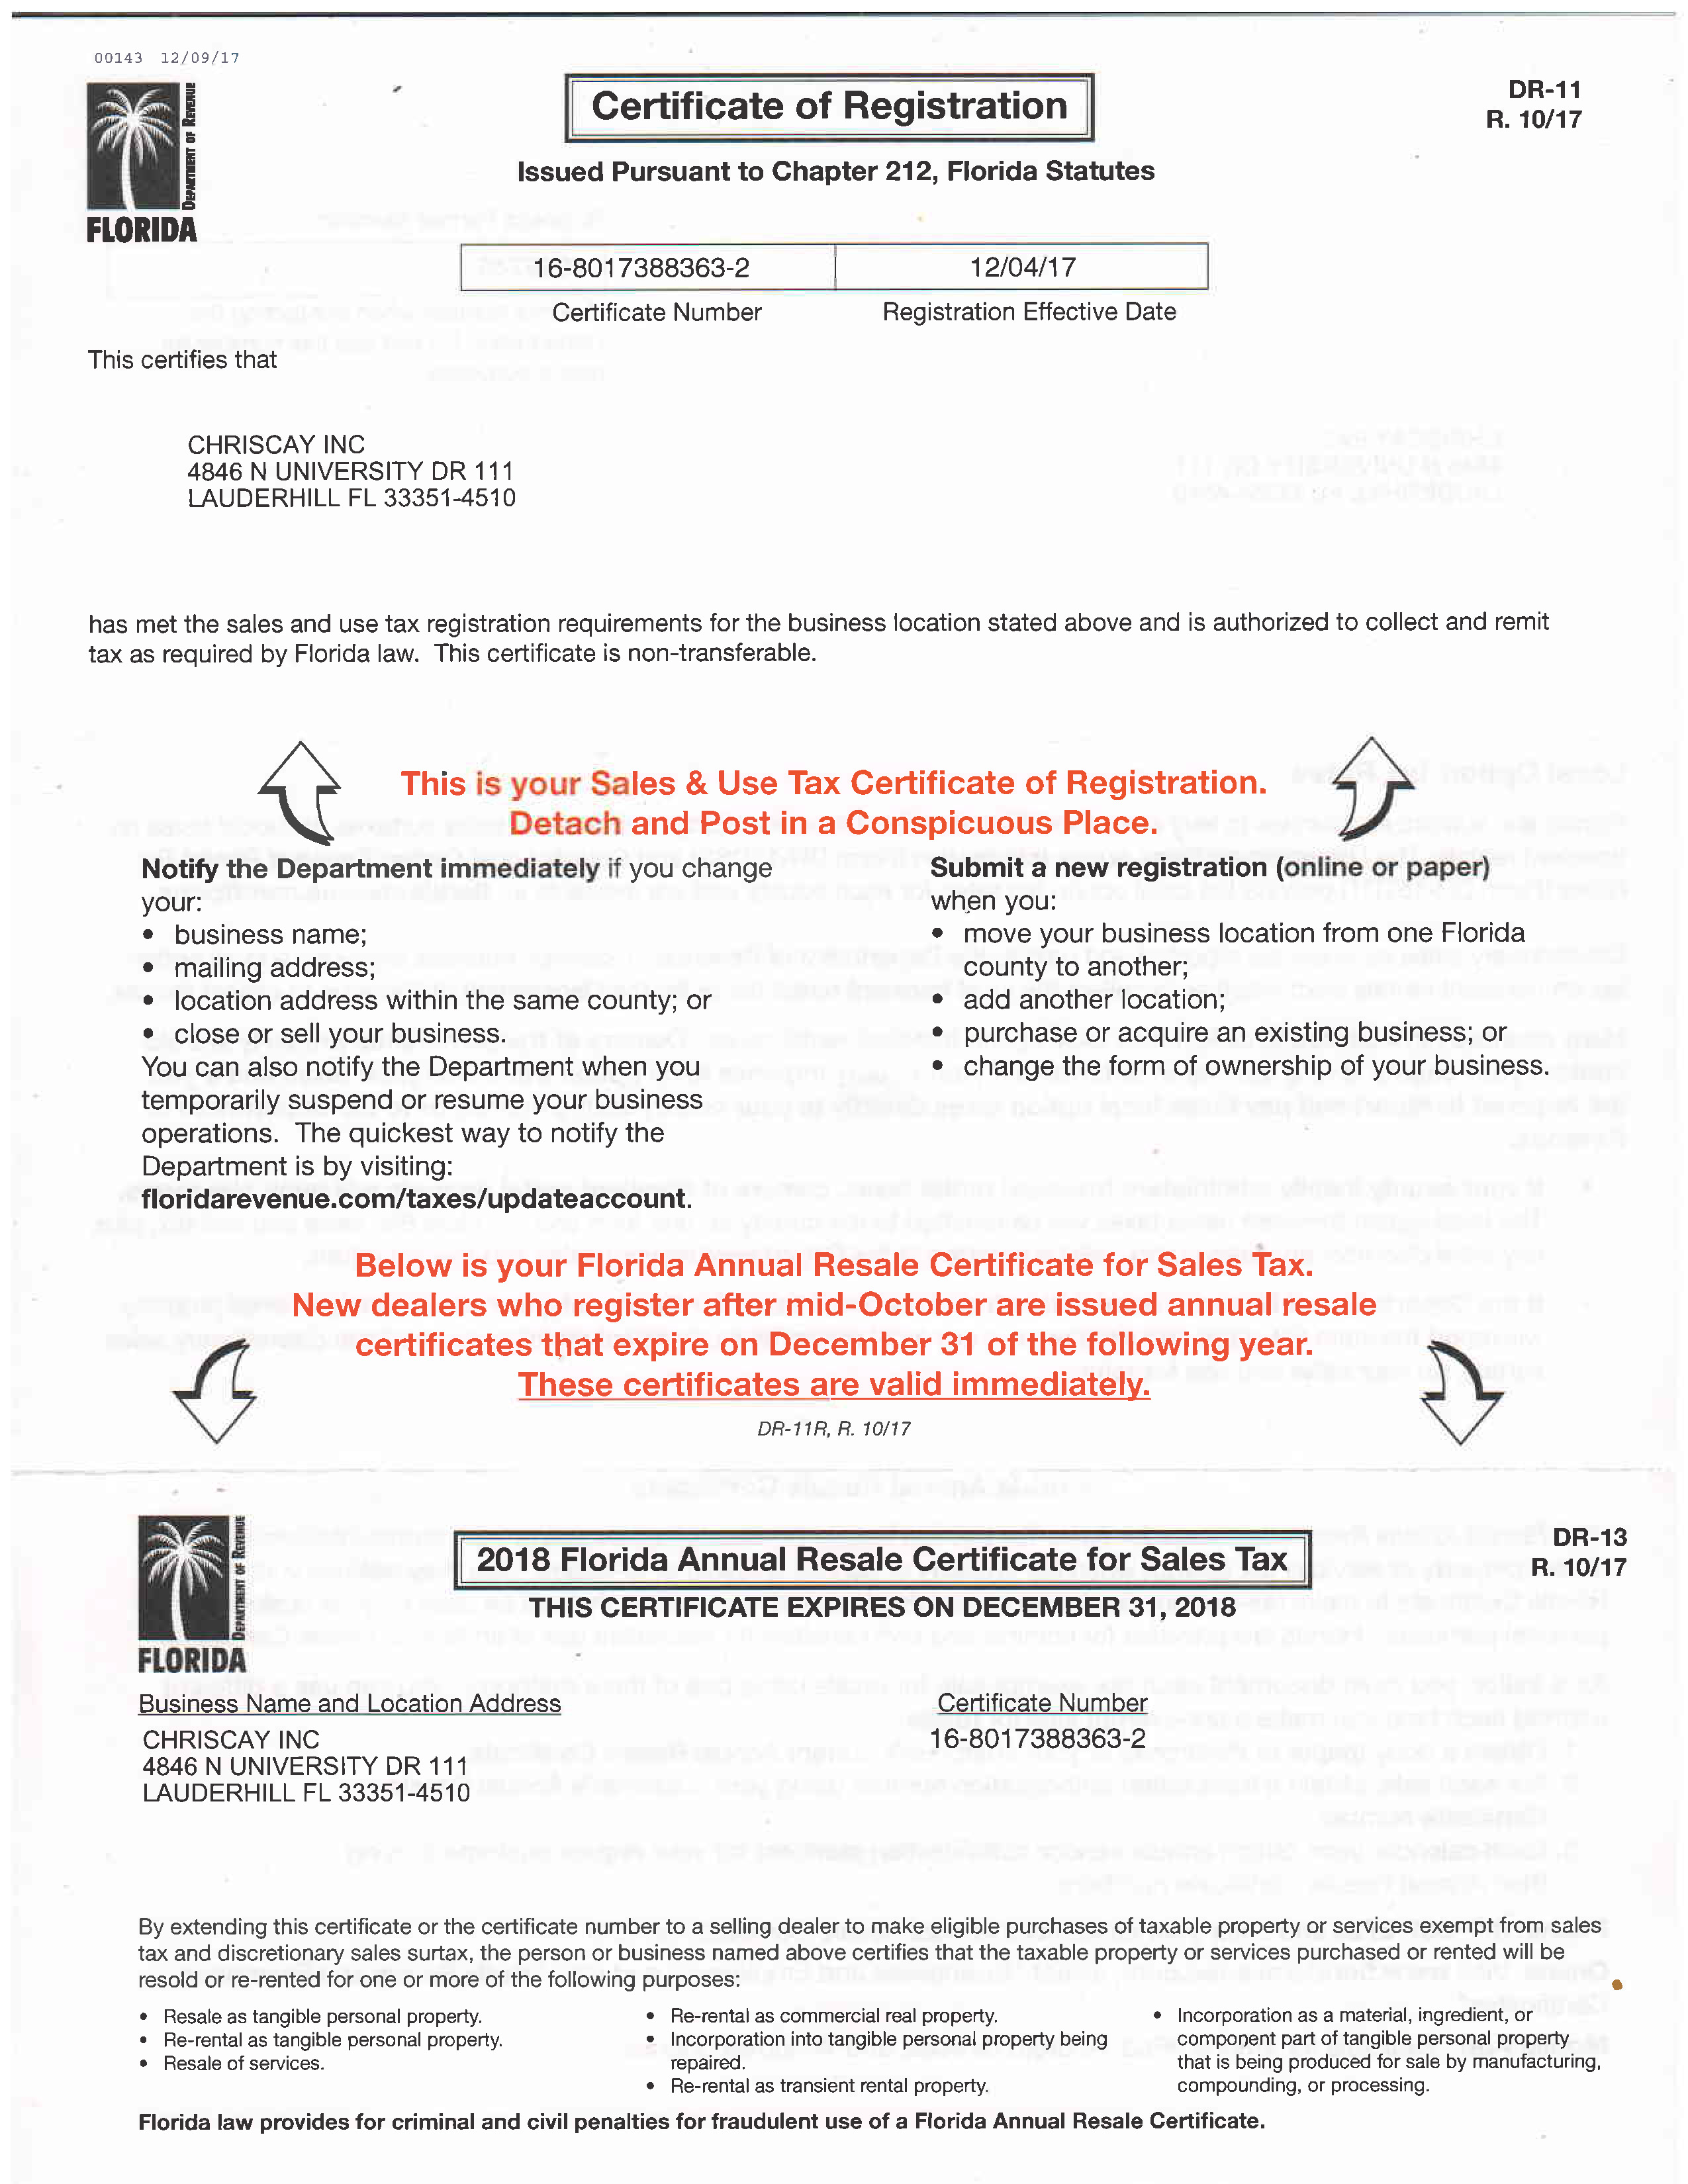 00143 12/09/17
DEPARTMENT OF REVENUE
FLORIDA
Certificate of Registration
DR-11
R. 10/17
Issued Pursuant to Chapter 212, Florida Statutes
16-8017388363-2 12/04/17
Certificate Number Registration Effective Date
This certifies that
CHRISCAY INC
4846 N UNIVERSITY DR 111
LAUDERHILL FL 33351-4510
has met the sales and use tax registration requirements for the business location stated above and is authorized to collect and remit
tax as required by Florida law. This certificate is non-transferable.
This is your Sales & Use Tax Certificate of Registration.
Detach and Post in a Conspicuous Place.
Notify the Department immediately if you change
your:
• business name;
• mailing address;
• location address within the same county; or
• close or sell your business.
You can also notify the Department when you
temporarily suspend or resume your business
operations. The quickest way to notify the
Department is by visiting:
floridarevenue.com/taxes/updateaccount.
Submit a new registration (online or paper)
when you:
• move your business location from one Florida
county to another;
• add another location;
• purchase or acquire an existing business; or
• change the form of ownership of your business.
Below is your Florida Annual Resale Certificate for Sales Tax.
New dealers who register after mid-October are issued annual resale
certificates that expire on December 31 of the following year.
These certificates are valid immediately.
DR-11R, R. 10/17
DEPARTMENT OF REVENUE
FLORIDA
2018 Florida Annual Resale Certificate for Sales Tax
DR-13
R. 10/17
THIS CERTIFICATE EXPIRES ON DECEMBER 31, 2018
Business Name and Location Address
Certificate Number
CHRISCAY INC
4846 N UNIVERSITY DR 111
LAUDERHILL FL 33351-4510
16-8017388363-2
By extending this certificate or the certificate number to a selling dealer to make eligible purchases of taxable property or services exempt from sales
tax and discretionary sales surtax, the person or business named above certifies that the taxable property or services purchased or rented will be
resold or re-rented for one or more of the following purposes:
• Resale as tangible personal property.
• Re-rental as tangible personal property.
• Resale of services.
• Re-rental as commercial real property.
• Incorporation into tangible personal property being
repaired.
• Re-rental as transient rental property.
• Incorporation as a material, ingredient, or
component part of tangible personal property
that is being produced for sale by manufacturing,
compounding, or processing.
Florida law provides for criminal and civil penalties for fraudulent use of a Florida Annual Resale Certificate.